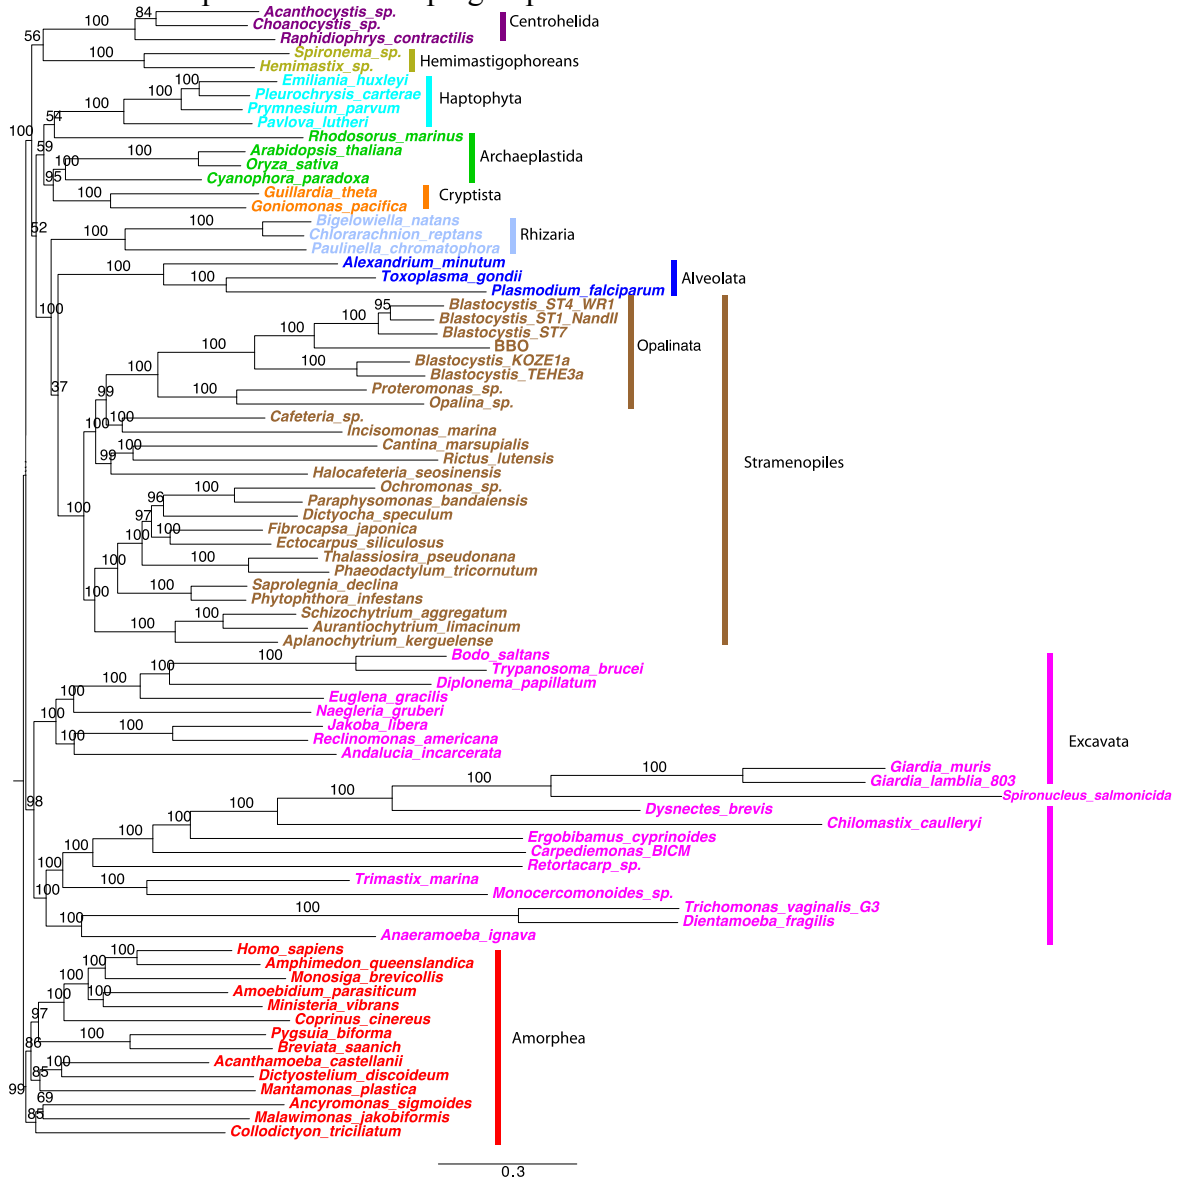 84
Acanthocystis_sp.
100
Choanocystis_sp.
Centrohelida
56
Raphidiophrys_contractilis
100
Spironema_sp.
Hemimastigophoreans
Hemimastix_sp.
100
Emiliania_huxleyi
100
Pleurochrysis_carterae
Haptophyta
100
Prymnesium_parvum
54
Pavlova_lutheri
100
Rhodosorus_marinus
59
100
Arabidopsis_thaliana
Archaeplastida
100
Oryza_sativa
95
Cyanophora_paradoxa
100
Guillardia_theta
Cryptista
Goniomonas_pacifica
52
100
Bigelowiella_natans
100
Chlorarachnion_reptans
Rhizaria
Paulinella_chromatophora
100
Alexandrium_minutum
100
Toxoplasma_gondii
Alveolata
Plasmodium_falciparum
100
95
Blastocystis_ST4_WR1
100
Blastocystis_ST1_NandII
100
Blastocystis_ST7
BBO
Opalinata
100
100
Blastocystis_KOZE1a
Blastocystis_TEHE3a
37
99
100
Proteromonas_sp.
Opalina_sp.
100
100
Cafeteria_sp.
Incisomonas_marina
99
100
Cantina_marsupialis
Rictus_lutensis
Stramenopiles
Halocafeteria_seosinensis
100
96
100
Ochromonas_sp.
Paraphysomonas_bandaiensis
97
Dictyocha_speculum
100
100
Fibrocapsa_japonica
Ectocarpus_siliculosus
100
100
Thalassiosira_pseudonana
Phaeodactylum_tricornutum
100
100
Saprolegnia_declina
Phytophthora_infestans
100
100
Schizochytrium_aggregatum
Aurantiochytrium_limacinum
Aplanochytrium_kerguelense
100
100
Bodo_saltans
Trypanosoma_brucei
100
100
Diplonema_papillatum
Euglena_gracilis
100
Naegleria_gruberi
100
100
Jakoba_libera
Reclinomonas_americana
Excavata
Andalucia_incarcerata
100
100
Giardia_muris
Giardia_lamblia_803
98
100
100
Spironucleus_salmonicida
Dysnectes_brevis
100
Chilomastix_caulleryi
100
Ergobibamus_cyprinoides
Carpediemonas_BICM
100
Retortacarp_sp.
100
100
Trimastix_marina
Monocercomonoides_sp.
100
100
Trichomonas_vaginalis_G3
Dientamoeba_fragilis
Anaeramoeba_ignava
100
Homo_sapiens
100
Amphimedon_queenslandica
100
Monosiga_brevicollis
100
100
Amoebidium_parasiticum
Ministeria_vibrans
97
Coprinus_cinereus
100
Pygsuia_biforma
Amorphea
86
Breviata_saanich
85
100
Acanthamoeba_castellanii
Dictyostelium_discoideum
99
69
Mantamonas_plastica
Ancyromonas_sigmoides
85
Malawimonas_jakobiformis
Collodictyon_triciliatum
0.3